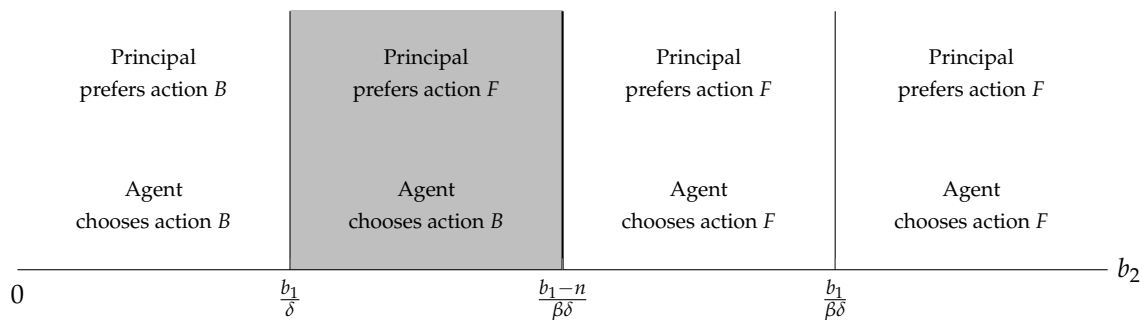 Principal
prefers action B
Principal
prefers action F
Principal
prefers action F
Principal
prefers action F
Agent
chooses action B
Agent
chooses action B
Agent
chooses action F
Agent
chooses action F
0
b₁/δ
(b₁−n)/βδ
b₁/βδ
b₂